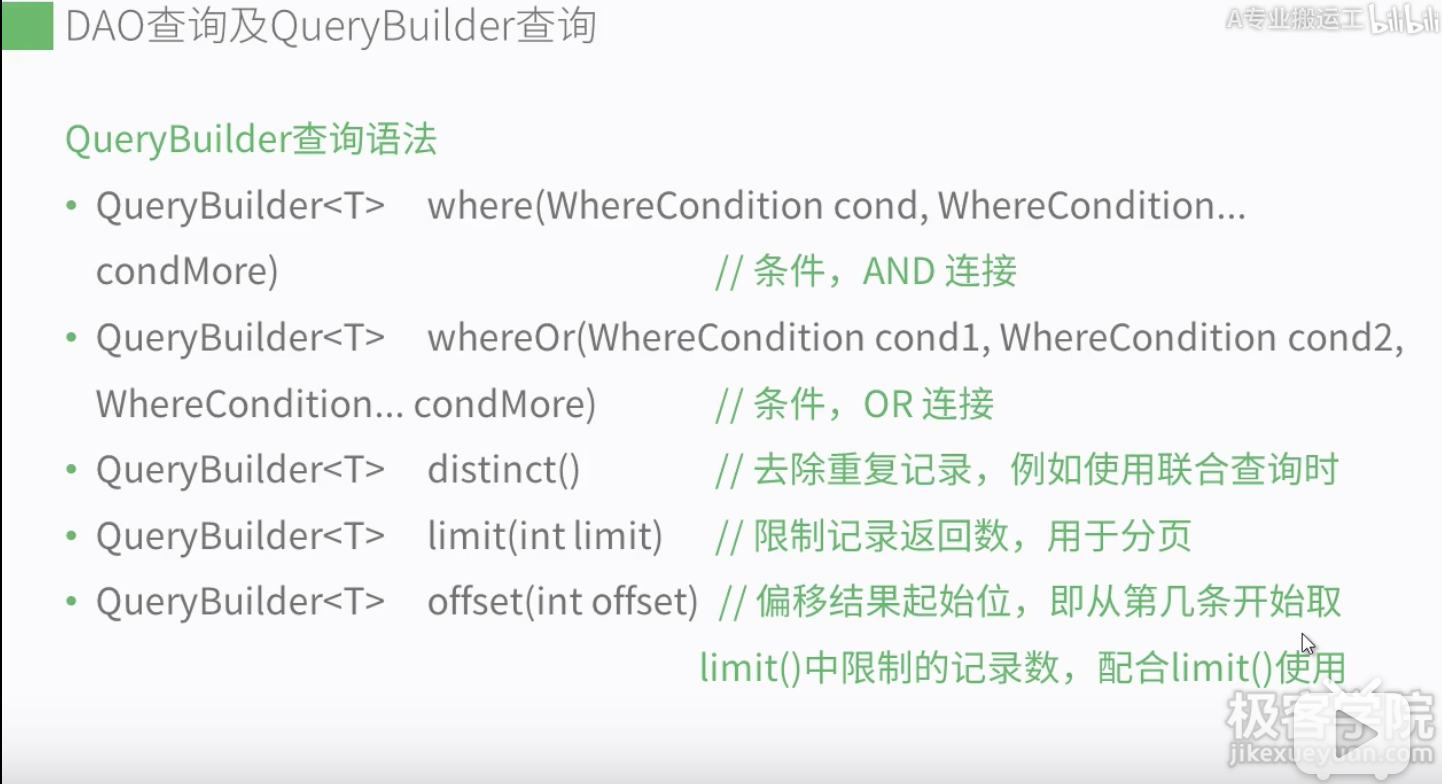 DAO查询及QueryBuilder查询
A专业搬运工 bilibili
QueryBuilder查询语法
• QueryBuilder<T> where(WhereCondition cond, WhereCondition...
condMore) // 条件，AND 连接
• QueryBuilder<T> whereOr(WhereCondition cond1, WhereCondition cond2,
WhereCondition... condMore) // 条件，OR 连接
• QueryBuilder<T> distinct() // 去除重复记录，例如使用联合查询时
• QueryBuilder<T> limit(int limit) // 限制记录返回数，用于分页
• QueryBuilder<T> offset(int offset) // 偏移结果起始位，即从第几条开始取
limit()中限制的记录数，配合limit()使用
极客学院
jikexueyuan.com